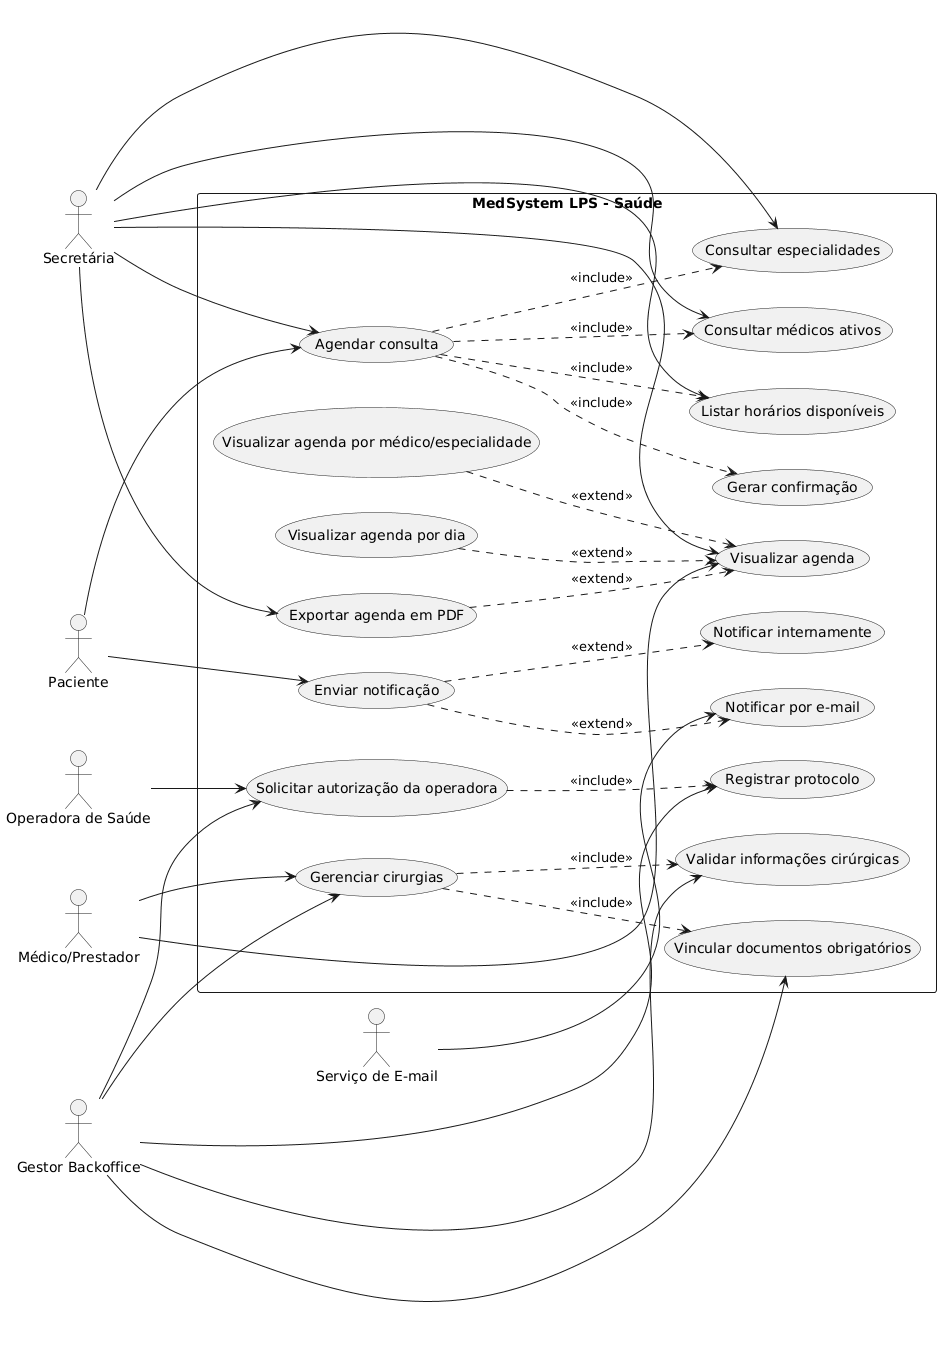 MedSystem LPS - Saúde
Consultar especialidades
Secretária
«include»
«include»
Consultar médicos ativos
Agendar consulta
«include»
«include»
Listar horários disponíveis
Visualizar agenda por médico/especialidade
Gerar confirmação
«extend»
Visualizar agenda por dia
«extend»
Visualizar agenda
«extend»
Exportar agenda em PDF
Notificar internamente
«extend»
Paciente
Enviar notificação
Notificar por e-mail
«extend»
Registrar protocolo
«include»
Solicitar autorização da operadora
Operadora de Saúde
«include»
Validar informações cirúrgicas
Gerenciar cirurgias
«include»
Vincular documentos obrigatórios
Médico/Prestador
Serviço de E-mail
Gestor Backoffice